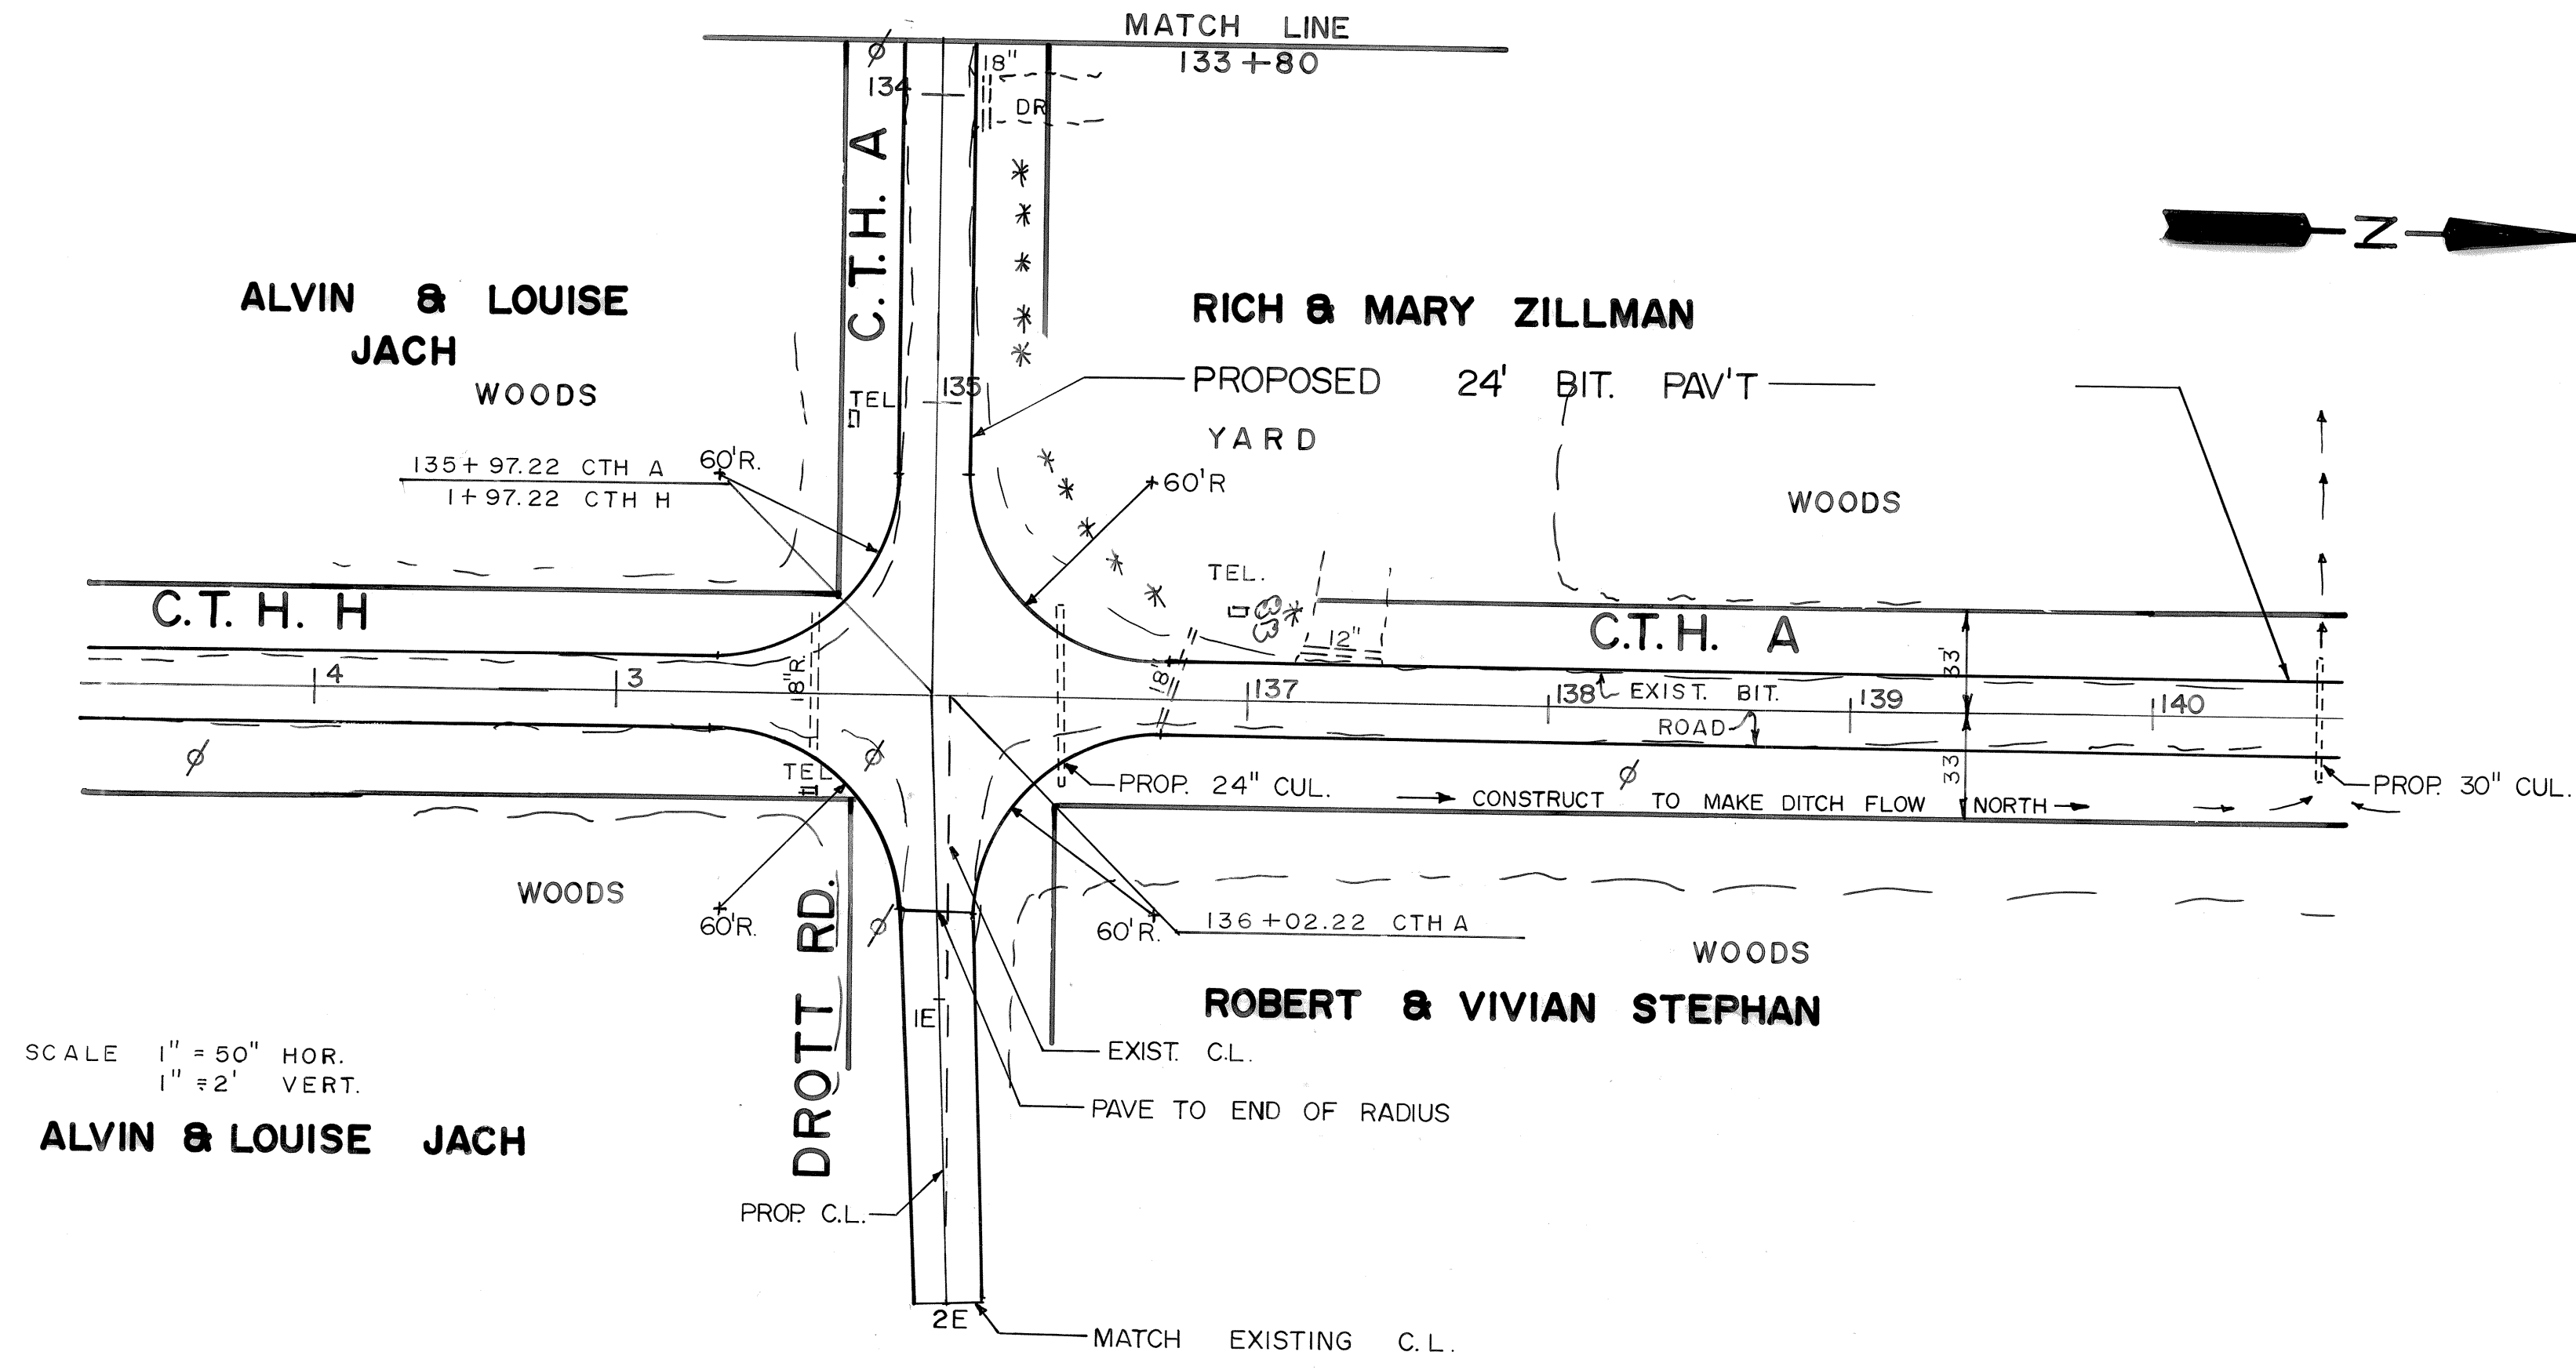 MATCH LINE
133+80
18"
134
DR
C.T.H. A
N
ALVIN & LOUISE
JACH
WOODS
RICH & MARY ZILLMAN
PROPOSED 24' BIT. PAV'T
135
TEL
YARD
135+97.22 CTH A
1+97.22 CTH H
60'R.
60'R
WOODS
TEL.
C.T.H. H
12"
C.T.H. A
33'
4
3
18"R.
18"
137
138
EXIST. BIT.
ROAD
139
140
TEL
33'
PROP. 24" CUL.
CONSTRUCT TO MAKE DITCH FLOW NORTH
PROP. 30" CUL.
WOODS
60'R.
DROTT RD.
60'R.
136+02.22 CTH A
WOODS
ROBERT & VIVIAN STEPHAN
1E
SCALE 1" = 50" HOR.
1" = 2' VERT.
EXIST. C.L.
PAVE TO END OF RADIUS
ALVIN & LOUISE JACH
PROP. C.L.
2E
MATCH EXISTING C.L.